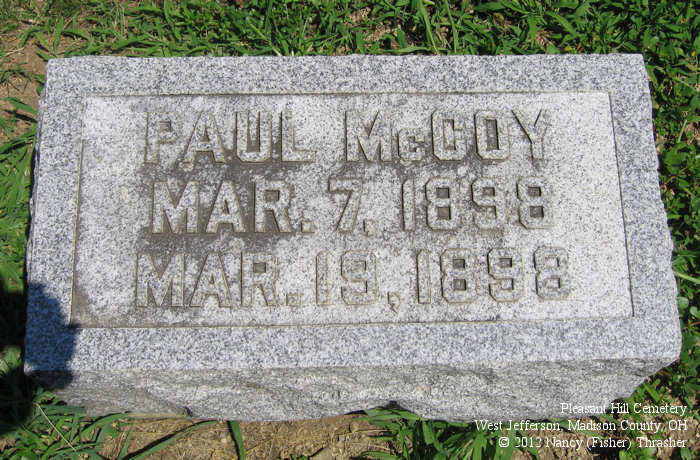 PAUL McCOY
MAR. 7, 1898
MAR. 19, 1898
Pleasant Hill Cemetery
West Jefferson, Madison County, OH
© 2012 Nancy (Fisher) Thrasher